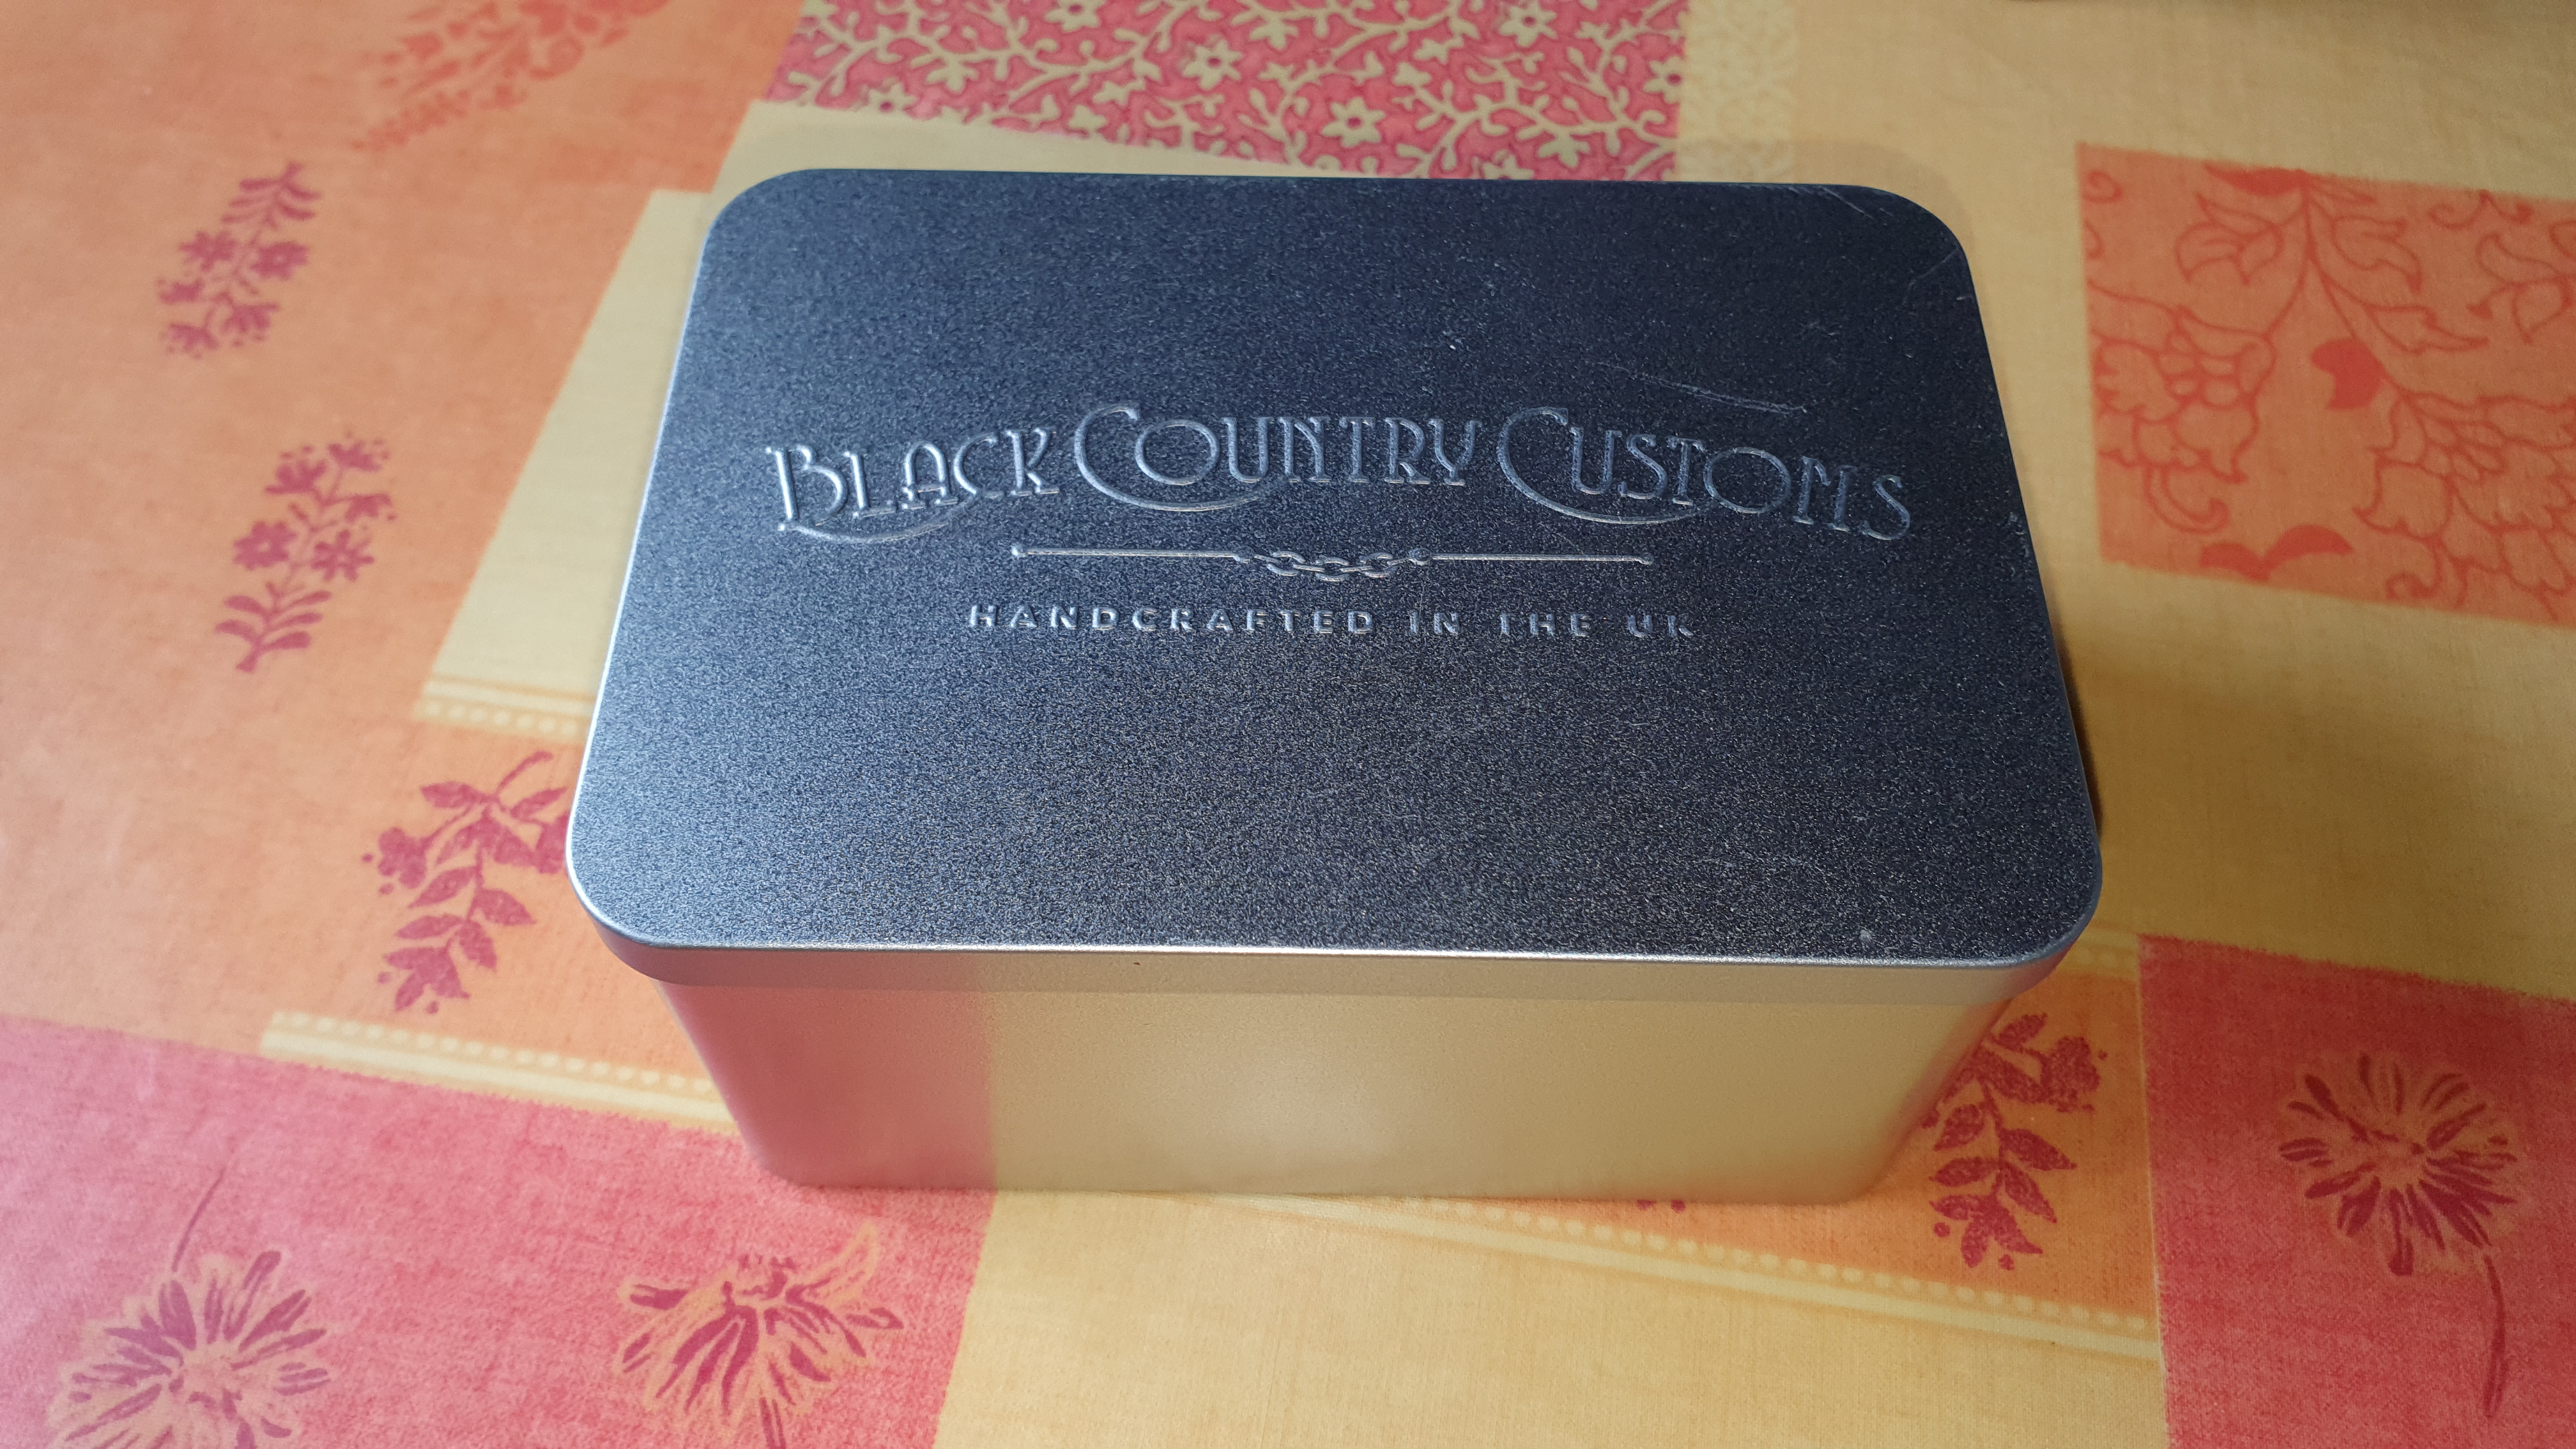 BLACK COUNTRY CUSTOMS
HANDCRAFTED IN THE UK